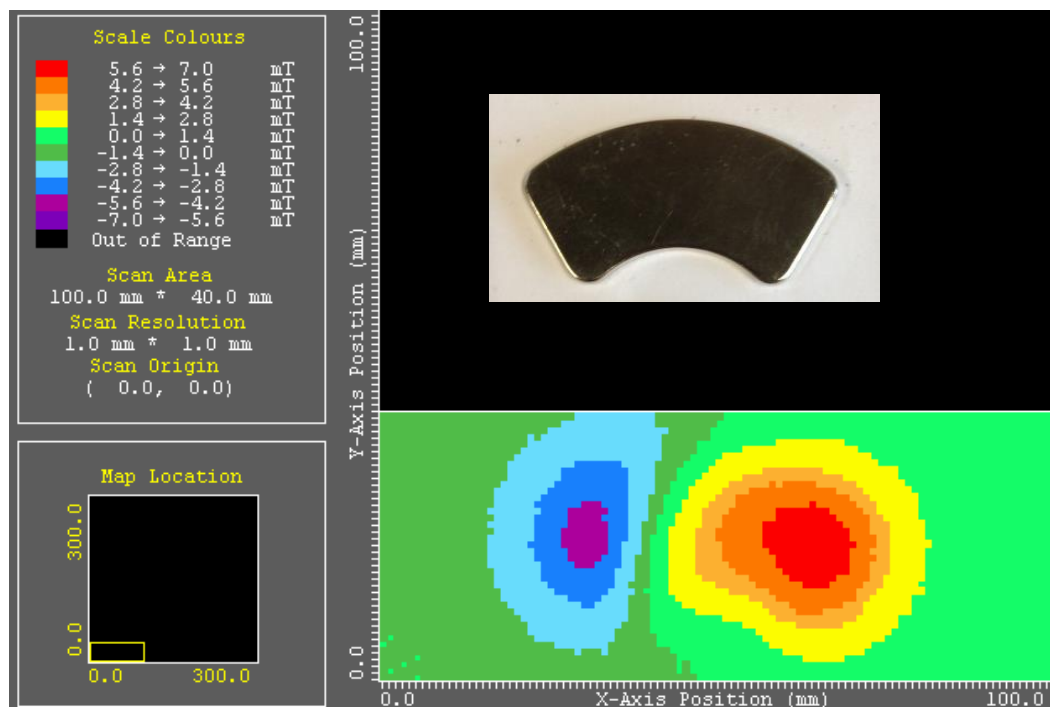 Scale Colours
5.6 → 7.0 mT
4.2 → 5.6 mT
2.8 → 4.2 mT
1.4 → 2.8 mT
0.0 → 1.4 mT
-1.4 → 0.0 mT
-2.8 → -1.4 mT
-4.2 → -2.8 mT
-5.6 → -4.2 mT
-7.0 → -5.6 mT
Out of Range
Scan Area
100.0 mm * 40.0 mm
Scan Resolution
1.0 mm * 1.0 mm
Scan Origin
( 0.0, 0.0)
Map Location
300.0
0.0
0.0 300.0
100.0
Y-Axis Position (mm)
0.0
0.0 X-Axis Position (mm) 100.0